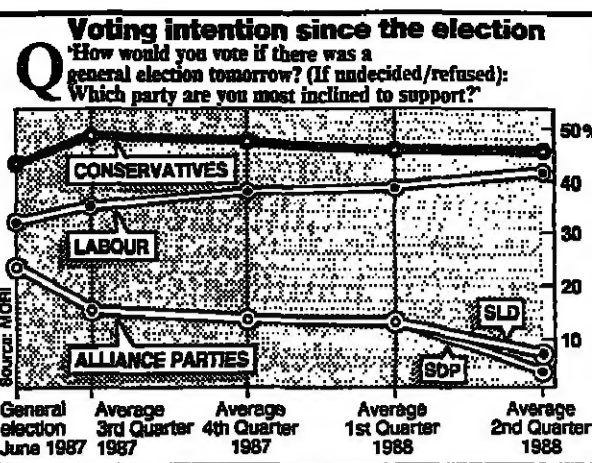 Voting intention since the election
Q 'How would you vote if there was a
general election tomorrow? (If undecided/refused):
Which party are you most inclined to support?'
50%
CONSERVATIVES
40
LABOUR
30
20
SLD
10
ALLIANCE PARTIES
SDP
Source: MORI
General election June 1987
Average 3rd Quarter 1987
Average 4th Quarter 1987
Average 1st Quarter 1988
Average 2nd Quarter 1988